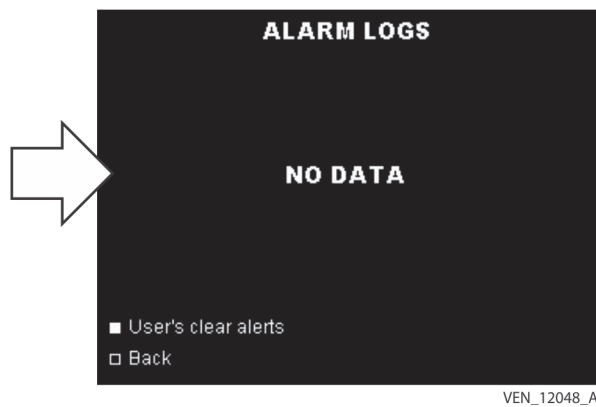 ALARM LOGS
NO DATA
User's clear alerts
Back
VEN_12048_A